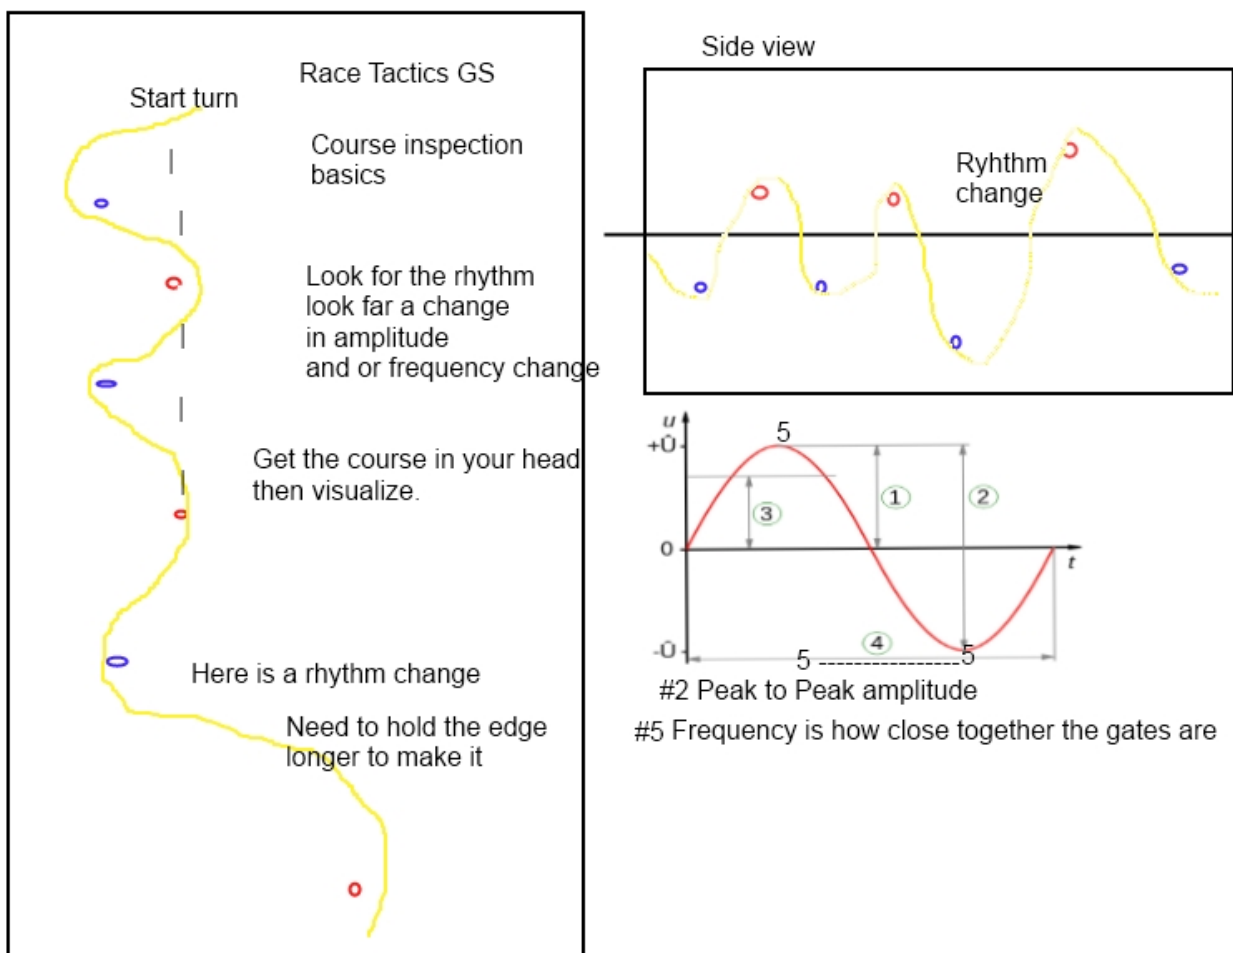 Race Tactics GS
Start turn
Course inspection
basics
Look for the rhythm
look far a change
in amplitude
and or frequency change
Get the course in your head
then visualize.
Here is a rhythm change
Need to hold the edge
longer to make it
Side view
Ryhthm
change
u
+Û
5
1
2
3
0
t
4
-Û
5 ---------------5
#2 Peak to Peak amplitude
#5 Frequency is how close together the gates are